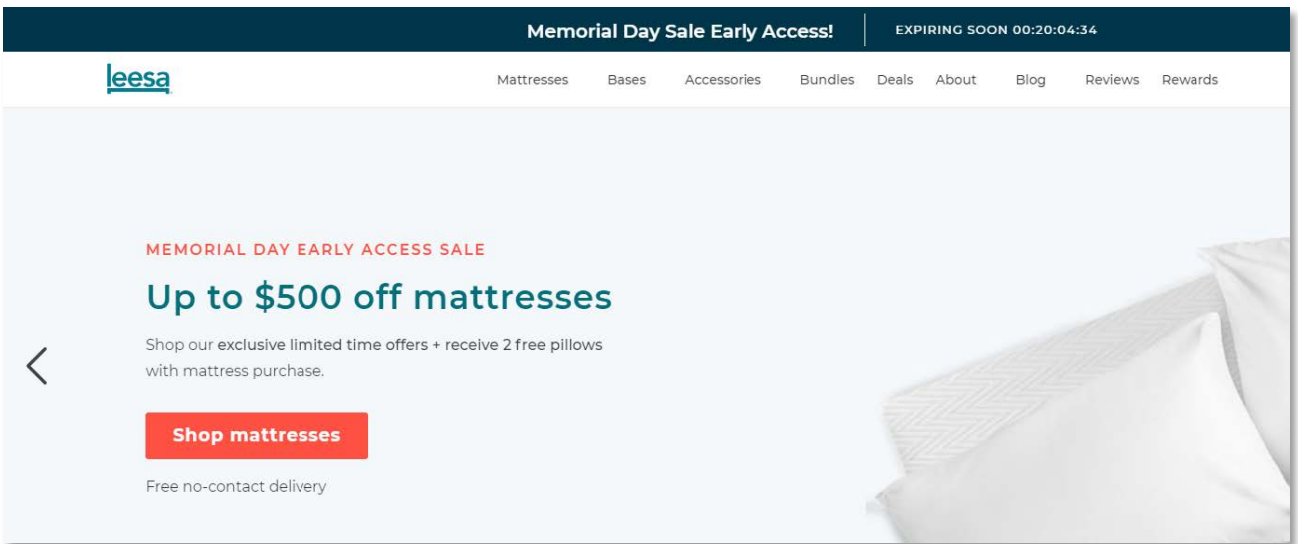 Memorial Day Sale Early Access! EXPIRING SOON 00:20:04:34
leesa Mattresses Bases Accessories Bundles Deals About Blog Reviews Rewards
MEMORIAL DAY EARLY ACCESS SALE
Up to $500 off mattresses
Shop our exclusive limited time offers + receive 2 free pillows
with mattress purchase.
Shop mattresses
Free no-contact delivery